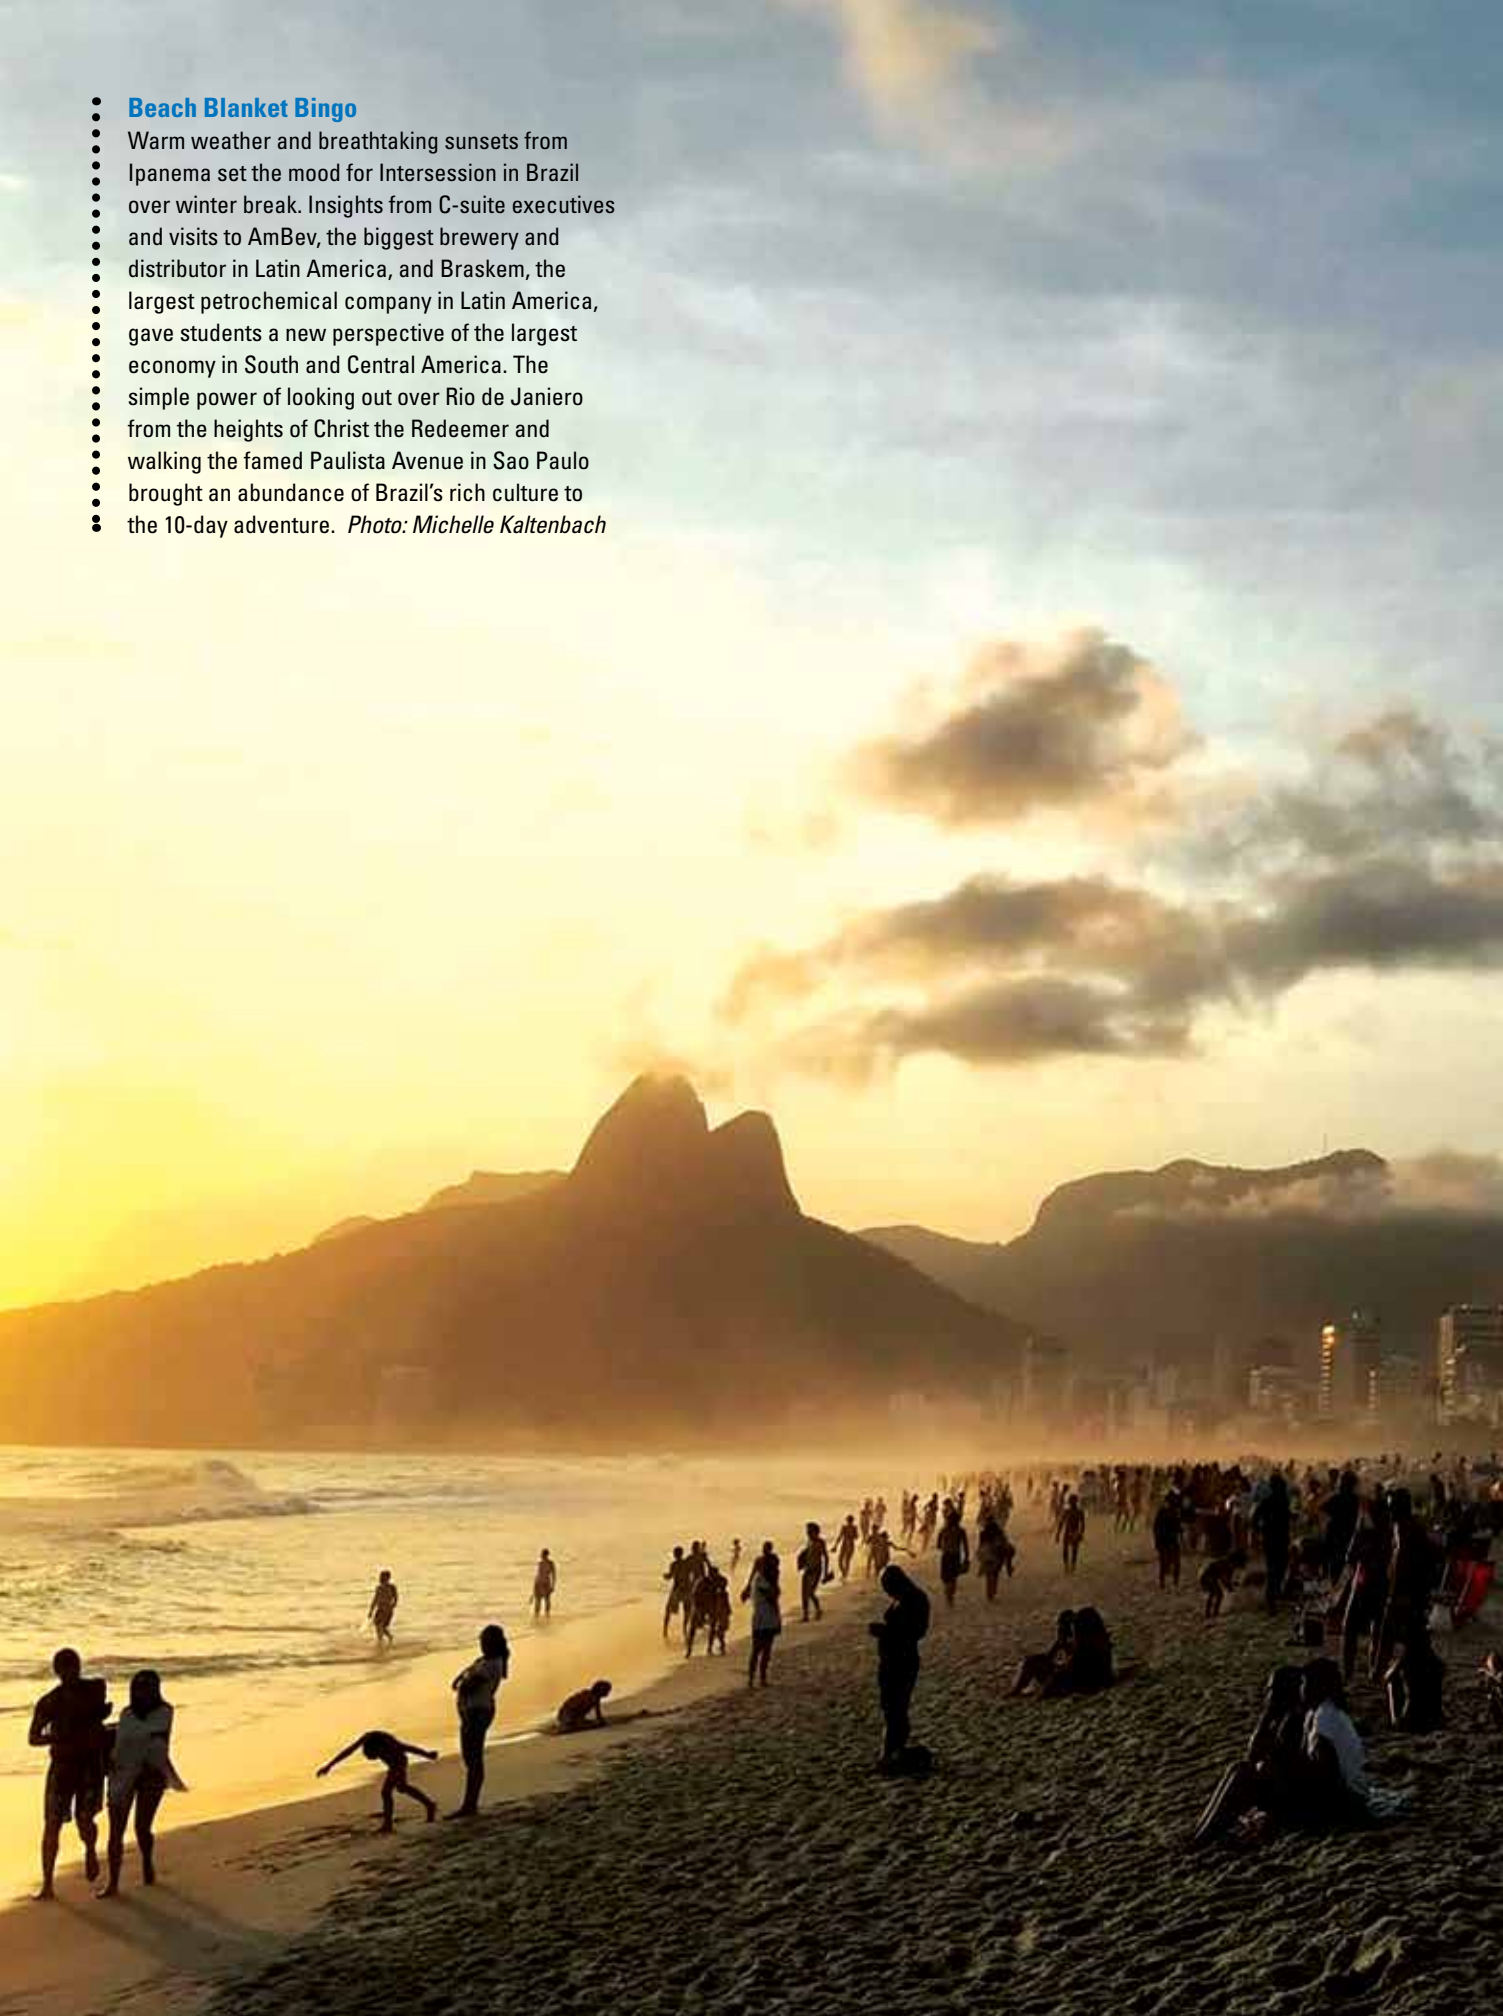 Beach Blanket Bingo
Warm weather and breathtaking sunsets from
Ipanema set the mood for Intersession in Brazil
over winter break. Insights from C-suite executives
and visits to AmBev, the biggest brewery and
distributor in Latin America, and Braskem, the
largest petrochemical company in Latin America,
gave students a new perspective of the largest
economy in South and Central America. The
simple power of looking out over Rio de Janiero
from the heights of Christ the Redeemer and
walking the famed Paulista Avenue in Sao Paulo
brought an abundance of Brazil’s rich culture to
the 10-day adventure. Photo: Michelle Kaltenbach